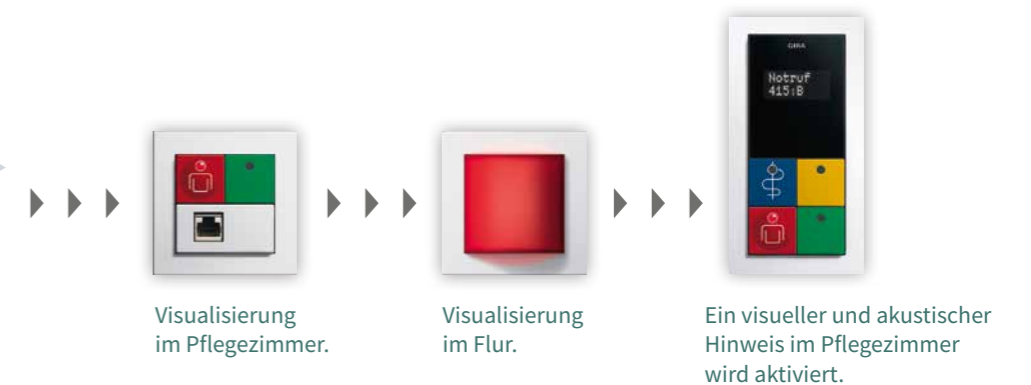 GIRA
Notruf
415:B
Visualisierung
im Pflegezimmer.
Visualisierung
im Flur.
Ein visueller und akustischer
Hinweis im Pflegezimmer
wird aktiviert.